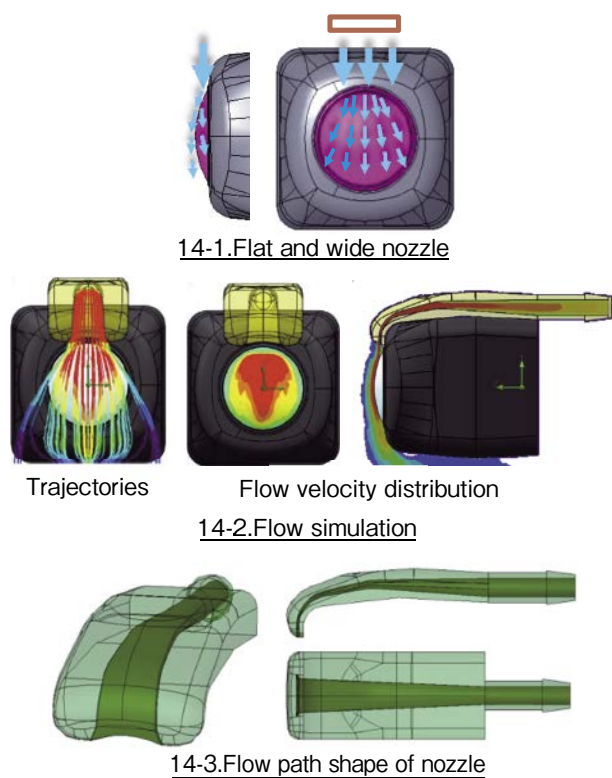 14-1.Flat and wide nozzle
Trajectories
Flow velocity distribution
14-2.Flow simulation
14-3.Flow path shape of nozzle